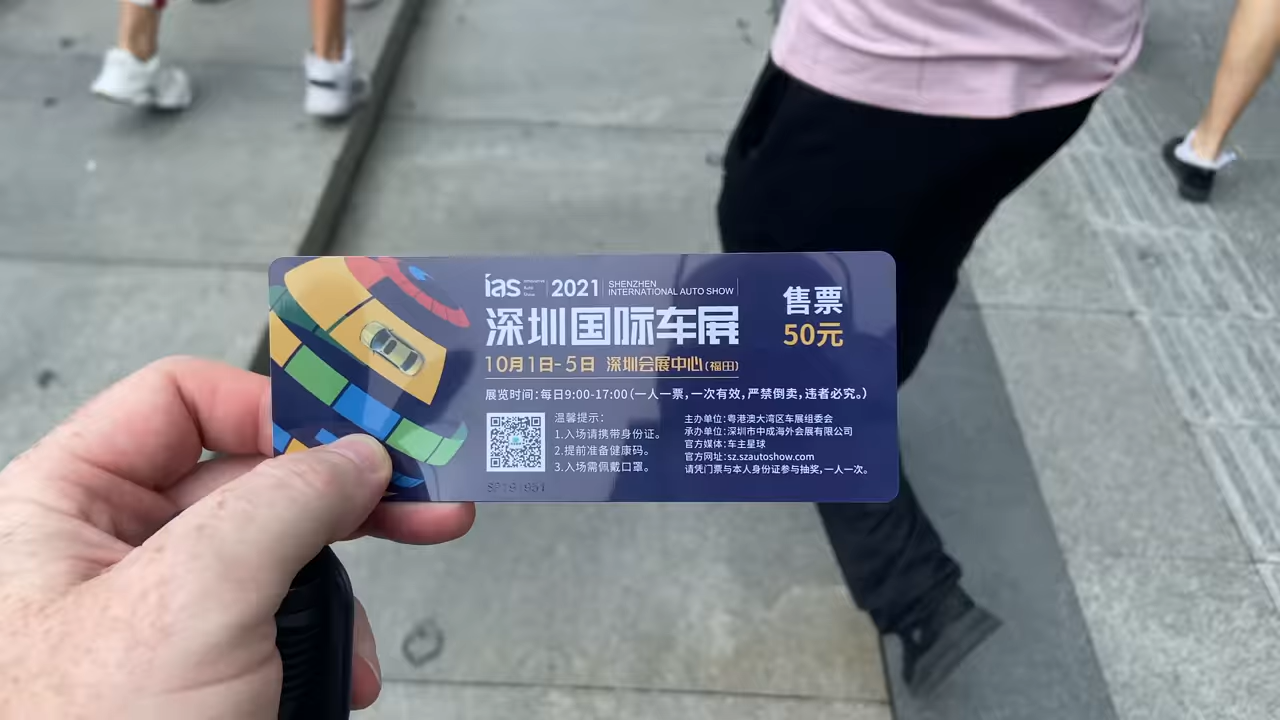 ias 2021 SHENZHEN
INTERNATIONAL AUTO SHOW
深圳国际车展
10月1日-5日 深圳会展中心(福田)
售票
50元
展览时间:每日9:00-17:00(一人一票,一次有效,严禁倒卖,违者必究。)
温馨提示:
1.入场请携带身份证。
2.提前准备健康码。
3.入场需佩戴口罩。
主办单位:粤港澳大湾区车展组委会
承办单位:深圳市中成海外会展有限公司
官方媒体:车主星球
官方网址:sz.szautoshow.com
请凭门票与本人身份证参与抽奖,一人一次。